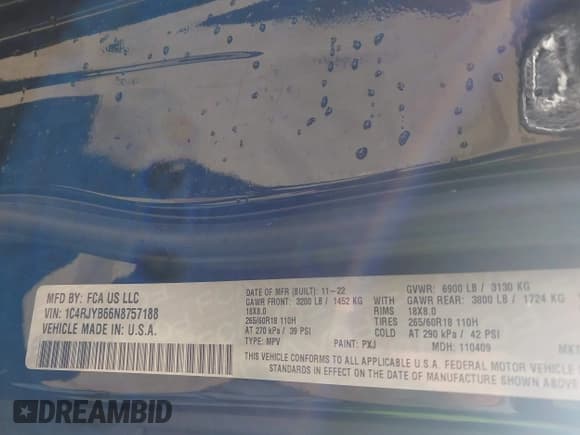 MFD BY: FCA US LLC
VIN: 1C4RJYB66N8757188
VEHICLE MADE IN U.S.A.
DATE OF MFR (BUILT): 11-22
GAWR FRONT: 3200 LB / 1452 KG WITH
18X8.0 RIMS
265/60R18 110H TIRES
AT 270 kPa / 39 PSI COLD
TYPE: MPV PAINT: PXJ
GVWR: 6900 LB / 3130 KG
GAWR REAR: 3800 LB / 1724 KG
18X8.0
265/60R18 110H
AT 290 kPa / 42 PSI
MDH: 110409
THIS VEHICLE CONFORMS TO ALL APPLICABLE U.S.A. FEDERAL MOTOR VEHICLE
IN EFFECT ON THE DATE OF MANUFACTURE SHOWN ABOVE
DREAMBID